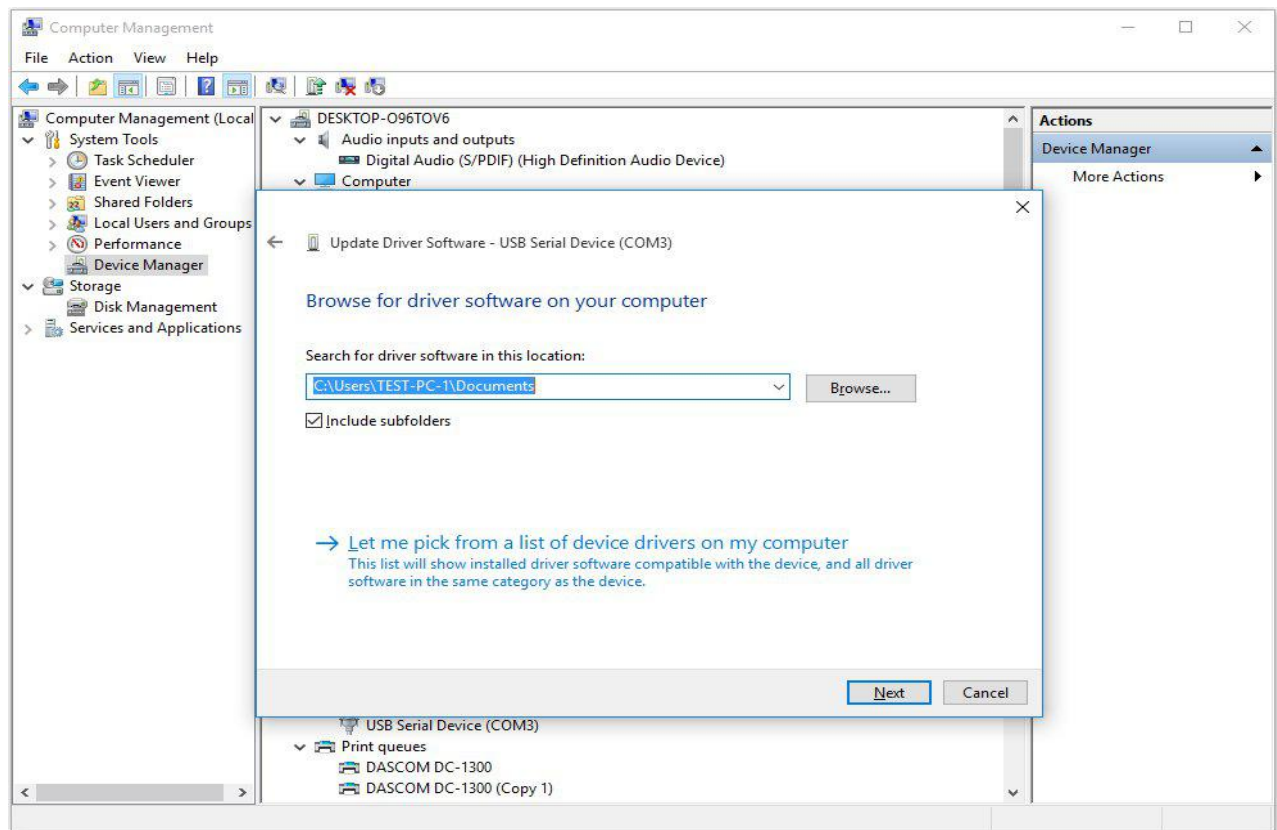 Computer Management
File Action View Help
Computer Management (Local
System Tools
Task Scheduler
Event Viewer
Shared Folders
Local Users and Groups
Performance
Device Manager
Storage
Disk Management
Services and Applications
DESKTOP-O96TOV6
Audio inputs and outputs
Digital Audio (S/PDIF) (High Definition Audio Device)
Computer
Update Driver Software - USB Serial Device (COM3)
Browse for driver software on your computer
Search for driver software in this location:
C:\Users\TEST-PC-1\Documents
Browse...
Include subfolders
Let me pick from a list of device drivers on my computer
This list will show installed driver software compatible with the device, and all driver
software in the same category as the device.
Next Cancel
USB Serial Device (COM3)
Print queues
DASCOM DC-1300
DASCOM DC-1300 (Copy 1)
Actions
Device Manager
More Actions